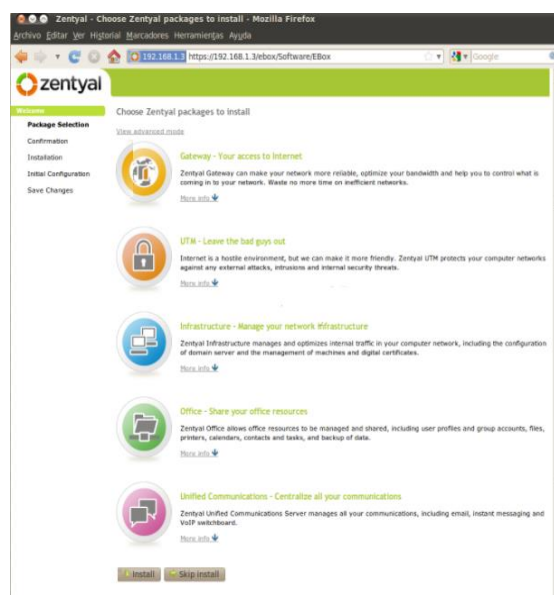 Zentyal - Choose Zentyal packages to install - Mozilla Firefox
Archivo Editar Ver Historial Marcadores Herramientas Ayuda
192.168.1.3 https://192.168.1.3/ebox/Software/EBox
Google
zentyal
Welcome
Package Selection
Confirmation
Installation
Initial Configuration
Save Changes
Choose Zentyal packages to install
View advanced mode
Gateway - Your access to Internet
Zentyal Gateway can make your network more reliable, optimize your bandwidth and help you to control what is
coming in to your network. Waste no more time on inefficient networks.
More info
UTM - Leave the bad guys out
Internet is a hostile environment, but we can make it more friendly. Zentyal UTM protects your computer networks
against any external attacks, intrusions and internal security threats.
More info
Infrastructure - Manage your network infrastructure
Zentyal Infrastructure manages and optimizes internal traffic in your computer network, including the configuration
of domain server and the management of machines and digital certificates.
More info
Office - Share your office resources
Zentyal Office allows office resources to be managed and shared, including user profiles and group accounts, files,
printers, calenders, contacts and tasks, and backup of data.
More info
Unified Communications - Centralize all your communications
Zentyal Unified Communications Server manages all your communications, including email, instant messaging and
VoIP switchboard.
More info
Install
Skip install